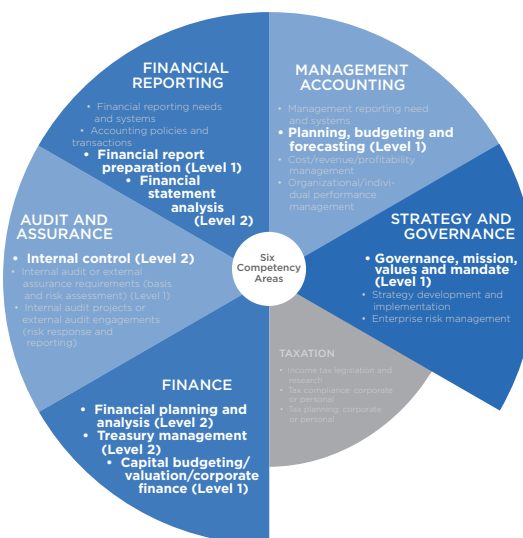 FINANCIAL
REPORTING
• Financial reporting needs
and systems
• Accounting policies and
transactions
• Financial report
preparation (Level 1)
• Financial
statement
analysis
(Level 2)
MANAGEMENT
ACCOUNTING
• Management reporting need
and systems
• Planning, budgeting and
forecasting (Level 1)
• Cost/revenue/profitability
management
• Organizational/indivi-
dual performance
management
AUDIT AND
ASSURANCE
• Internal control (Level 2)
• Internal audit or external
assurance requirements (basis
and risk assessment) (Level 1)
• Internal audit projects or
external audit engagements
(risk response and
reporting)
Six
Competency
Areas
STRATEGY AND
GOVERNANCE
• Governance, mission,
values and mandate
(Level 1)
• Strategy development and
implementation
• Enterprise risk management
FINANCE
• Financial planning and
analysis (Level 2)
• Treasury management
(Level 2)
• Capital budgeting/
valuation/corporate
finance (Level 1)
TAXATION
• Income tax legislation and
research
• Tax compliance: corporate
or personal
• Tax planning: corporate
or personal